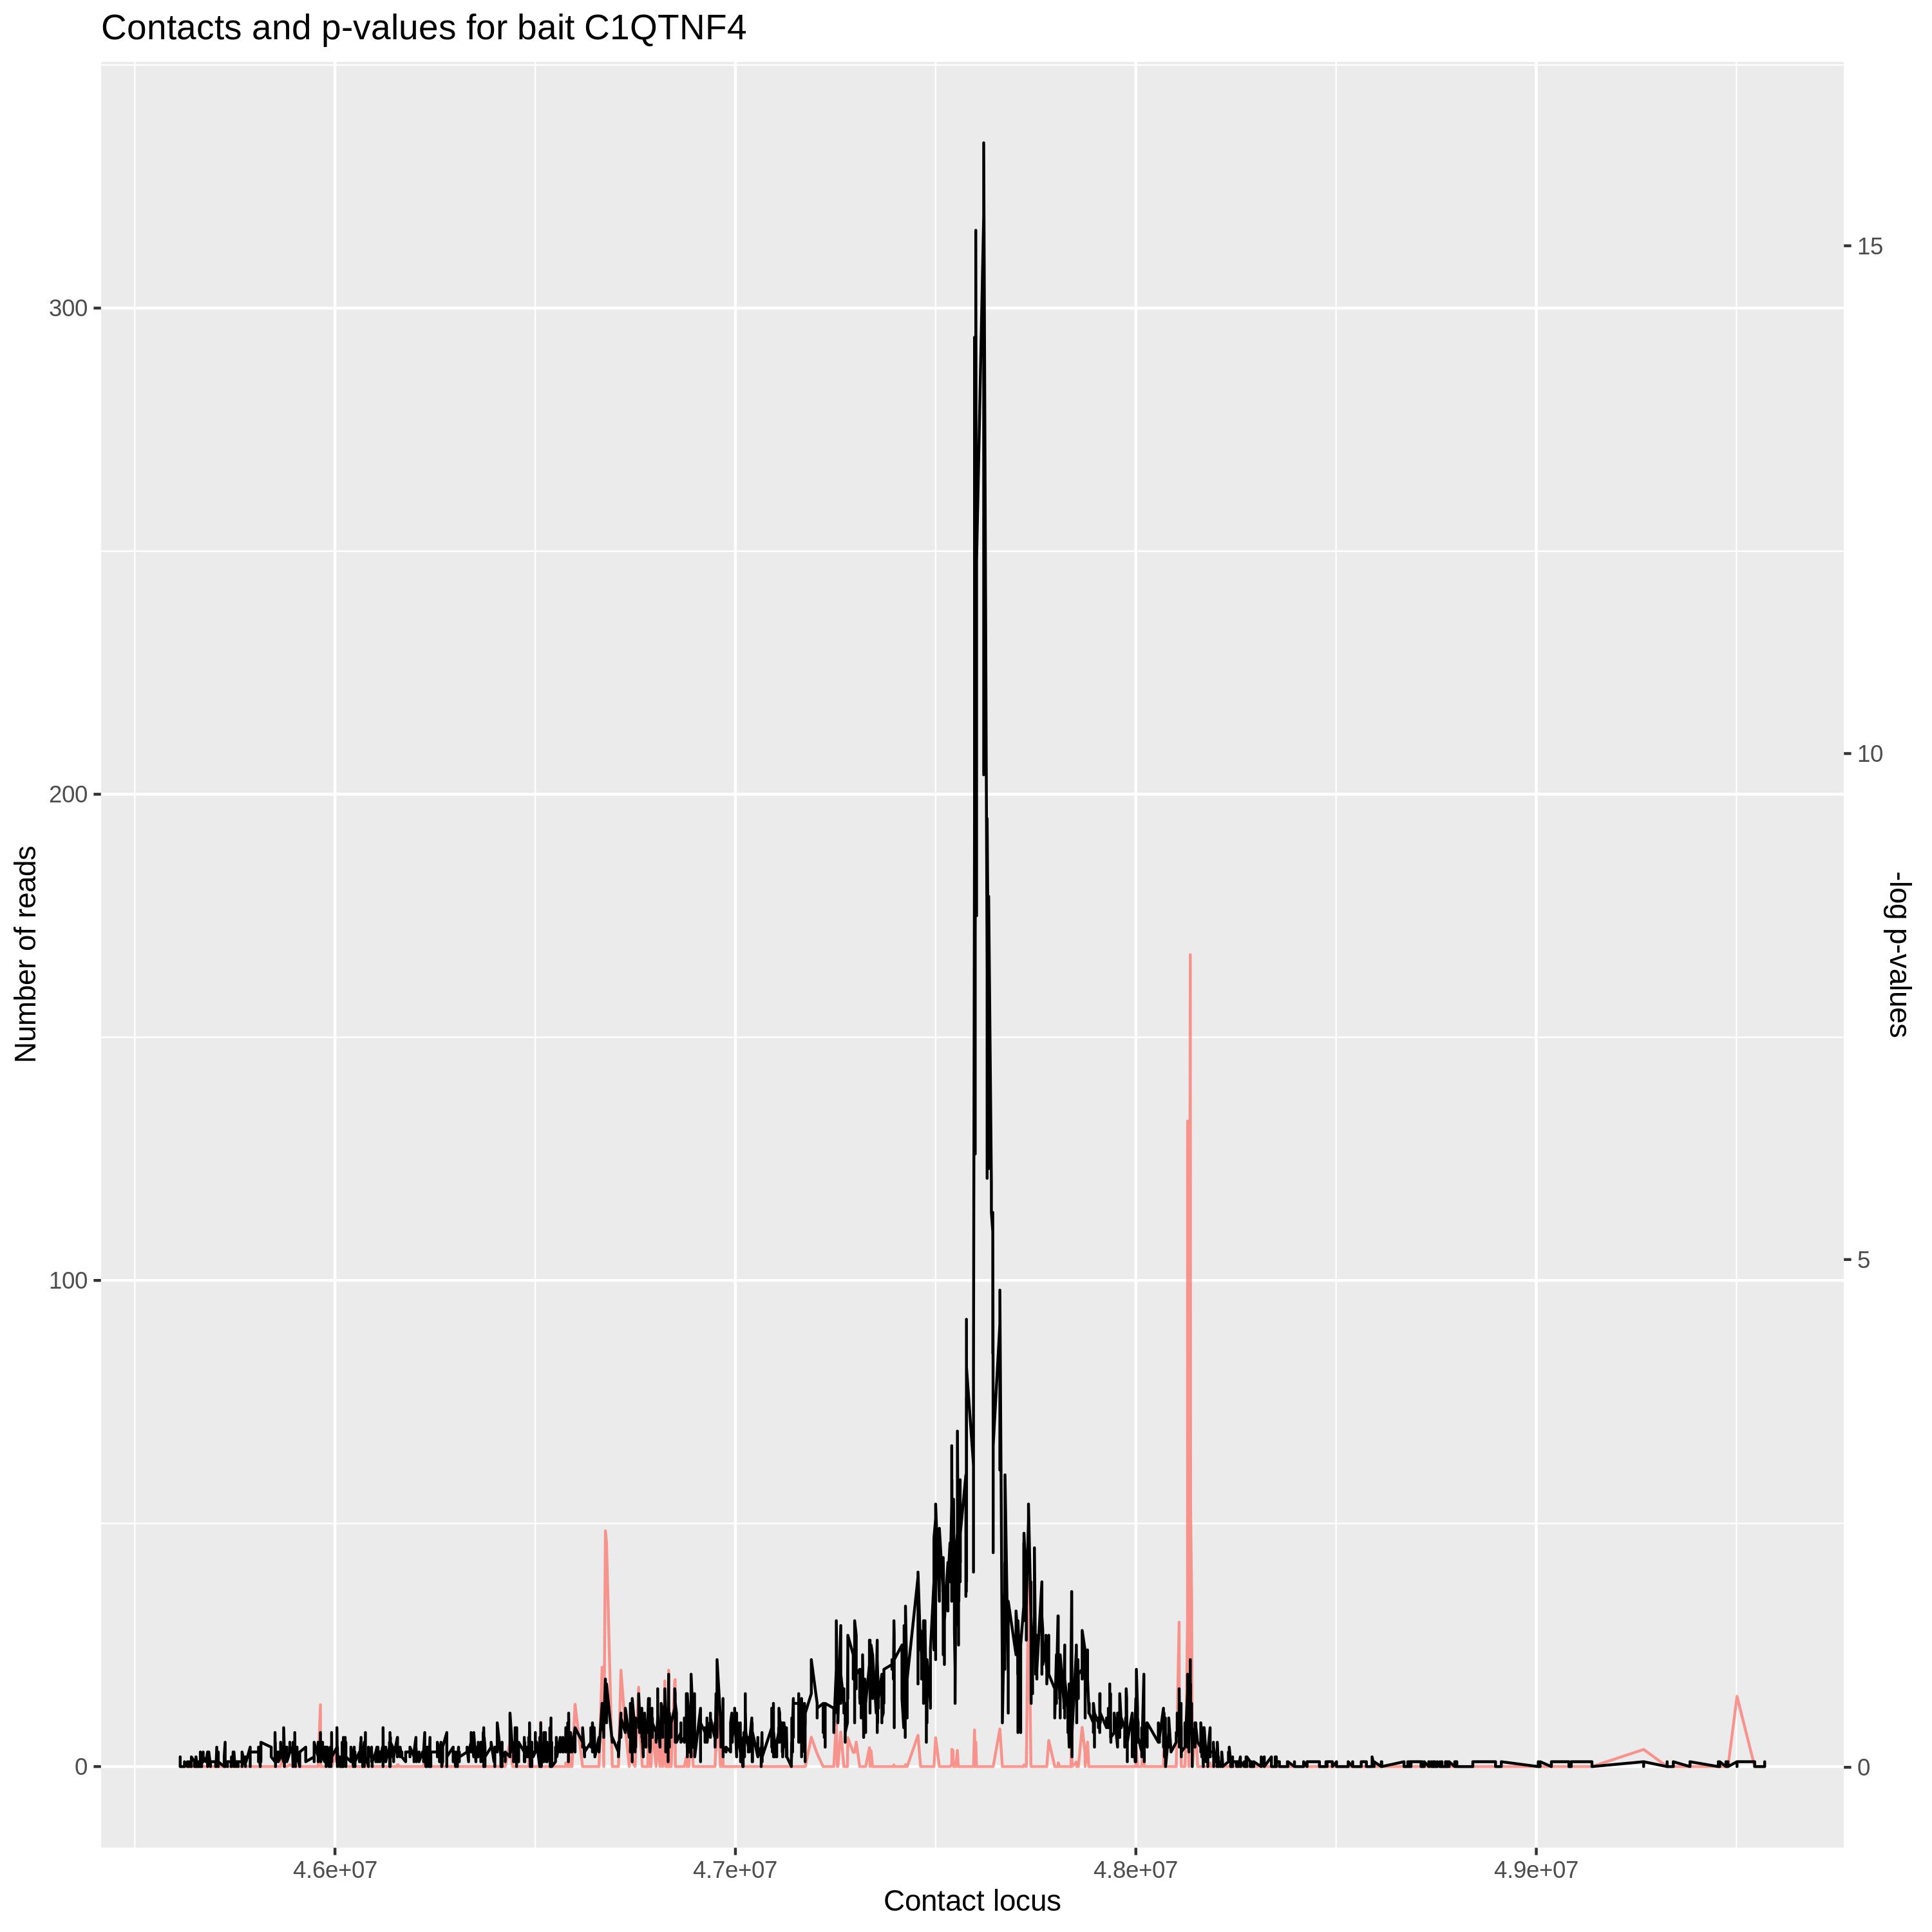 Contacts and p-values for bait C1QTNF4
300
200
100
0
Number of reads
15
10
5
0
-log p-values
4.6e+07
4.7e+07
4.8e+07
4.9e+07
Contact locus